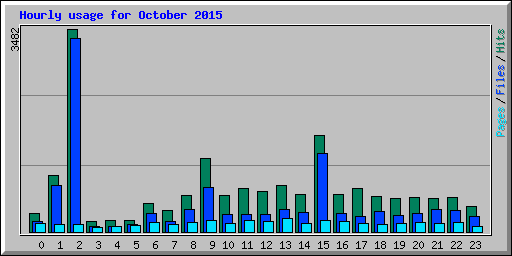 Hourly usage for October 2015
3482
Pages / Files / Hits
0 1 2 3 4 5 6 7 8 9 10 11 12 13 14 15 16 17 18 19 20 21 22 23